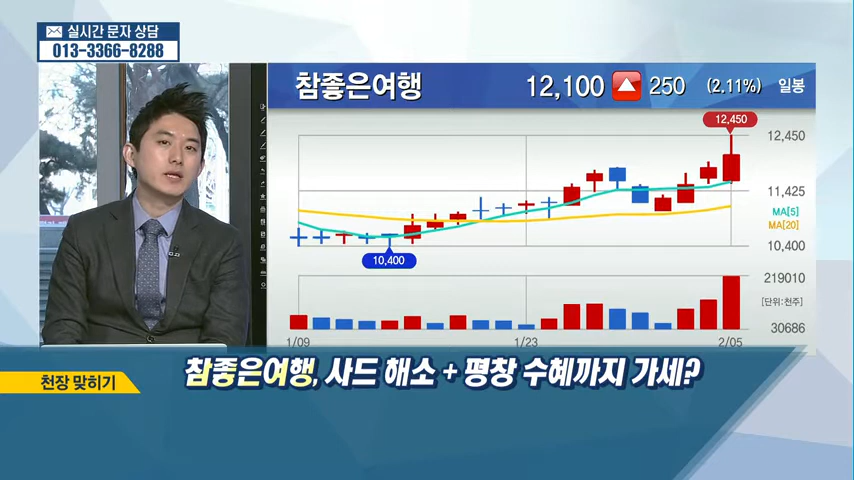 실시간 문자 상담
013-3366-8288
참좋은여행 12,100 250 (2.11%) 일봉
12,450
12,450
11,425
MA[5]
MA[20]
10,400
10,400
219010
[단위:천주]
30686
1/09 1/23 2/05
천장 맞히기
참좋은여행, 사드 해소 + 평창 수혜까지 가세?